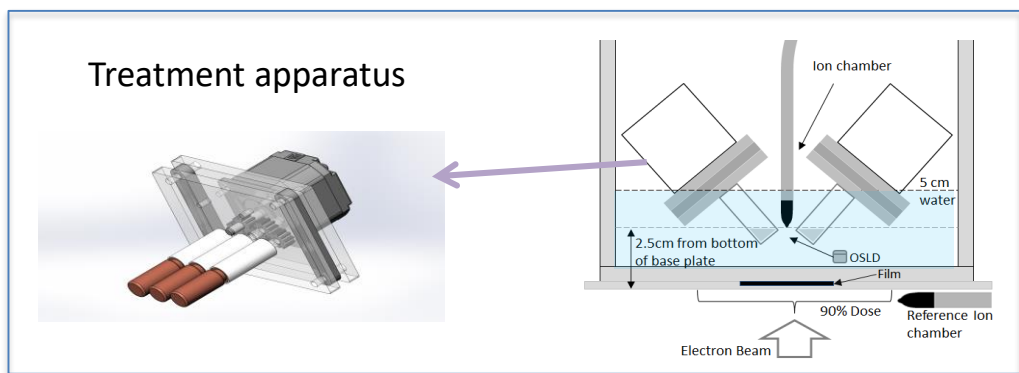 Treatment apparatus
Ion chamber
5 cm
water
2.5cm from bottom
of base plate
OSLD
Film
90% Dose
Reference Ion
chamber
Electron Beam